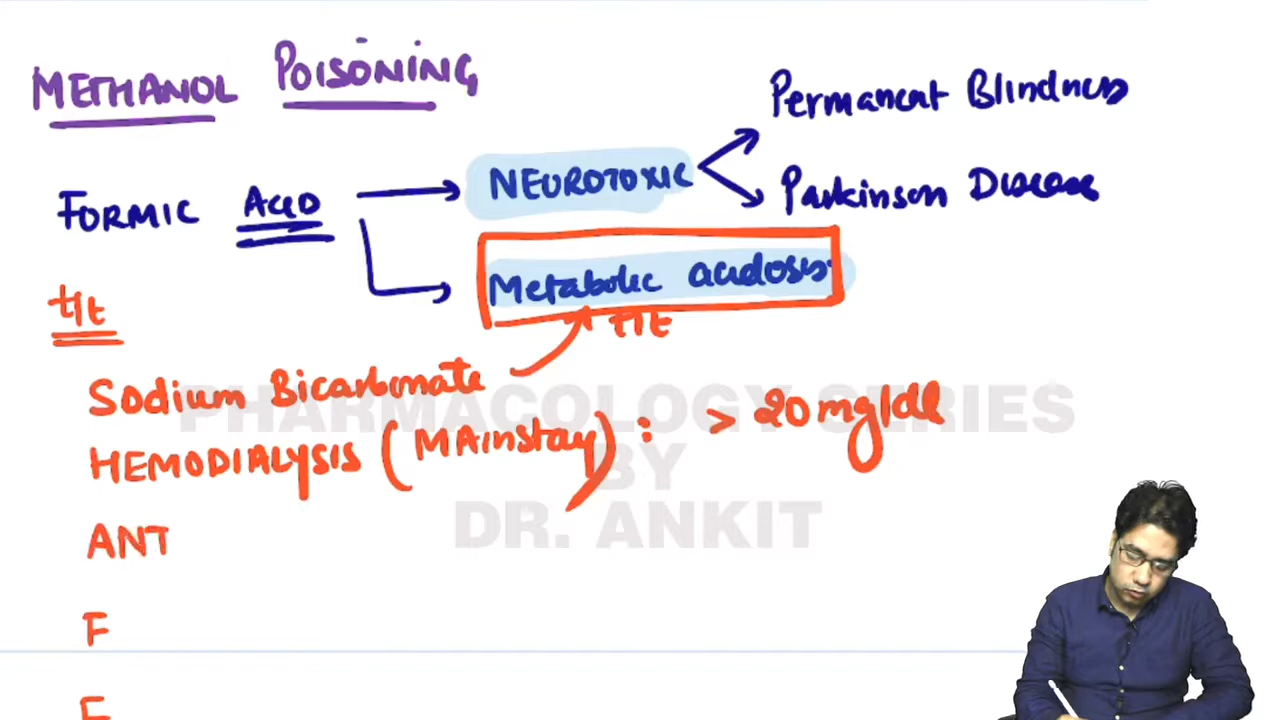 METHANOL POISONING
Permanent Blindness
FORMIC ACID NEUROTOXIC
Parkinson Disease
Metabolic acidosis
t/t
Sodium Bicarbonate
HEMODIALYSIS (MAinstay) : > 20 mg/dl
ANT
F
PHARMACOLOGY SERIES
BY
DR. ANKIT